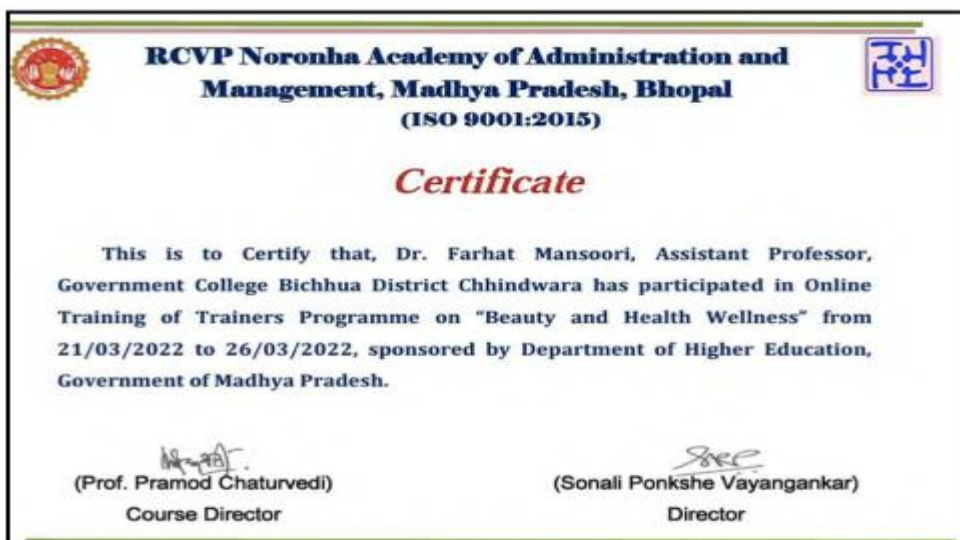 RCVP Noronha Academy of Administration and
Management, Madhya Pradesh, Bhopal
(ISO 9001:2015)
Certificate
This is to Certify that, Dr. Farhat Mansoori, Assistant Professor,
Government College Bichhua District Chhindwara has participated in Online
Training of Trainers Programme on “Beauty and Health Wellness” from
21/03/2022 to 26/03/2022, sponsored by Department of Higher Education,
Government of Madhya Pradesh.
(Prof. Pramod Chaturvedi)
Course Director
(Sonali Ponkshe Vayangankar)
Director